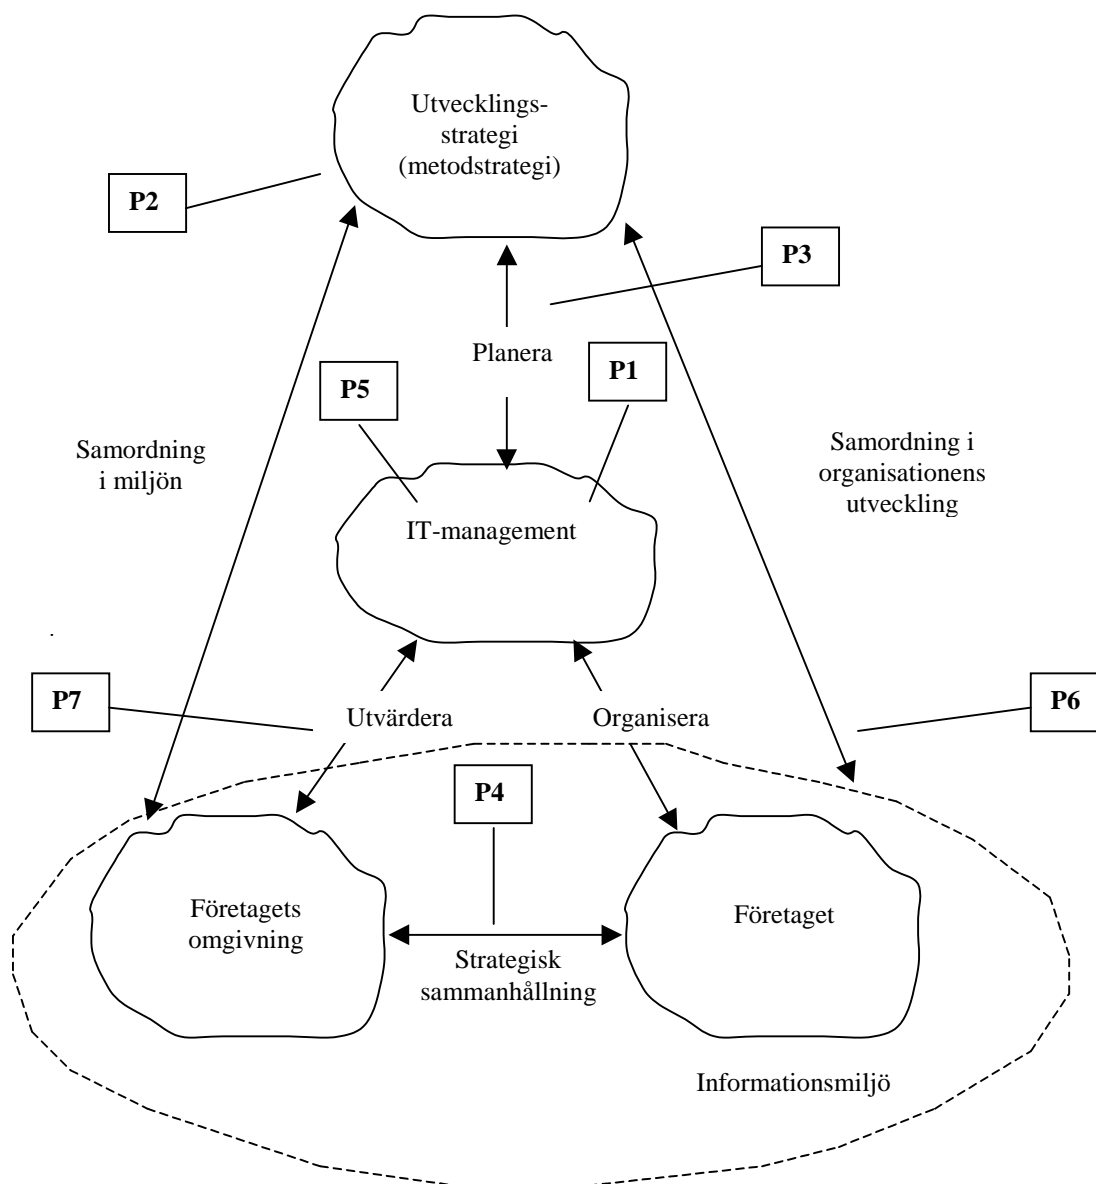 Utvecklings-
strategi
(metodstrategi)
P2
P3
Planera
P5
P1
Samordning
i miljön
Samordning i
organisationens
utveckling
IT-management
P7
Utvärdera
Organisera
P6
P4
Företagets
omgivning
Företaget
Strategisk
sammanhållning
Informationsmiljö